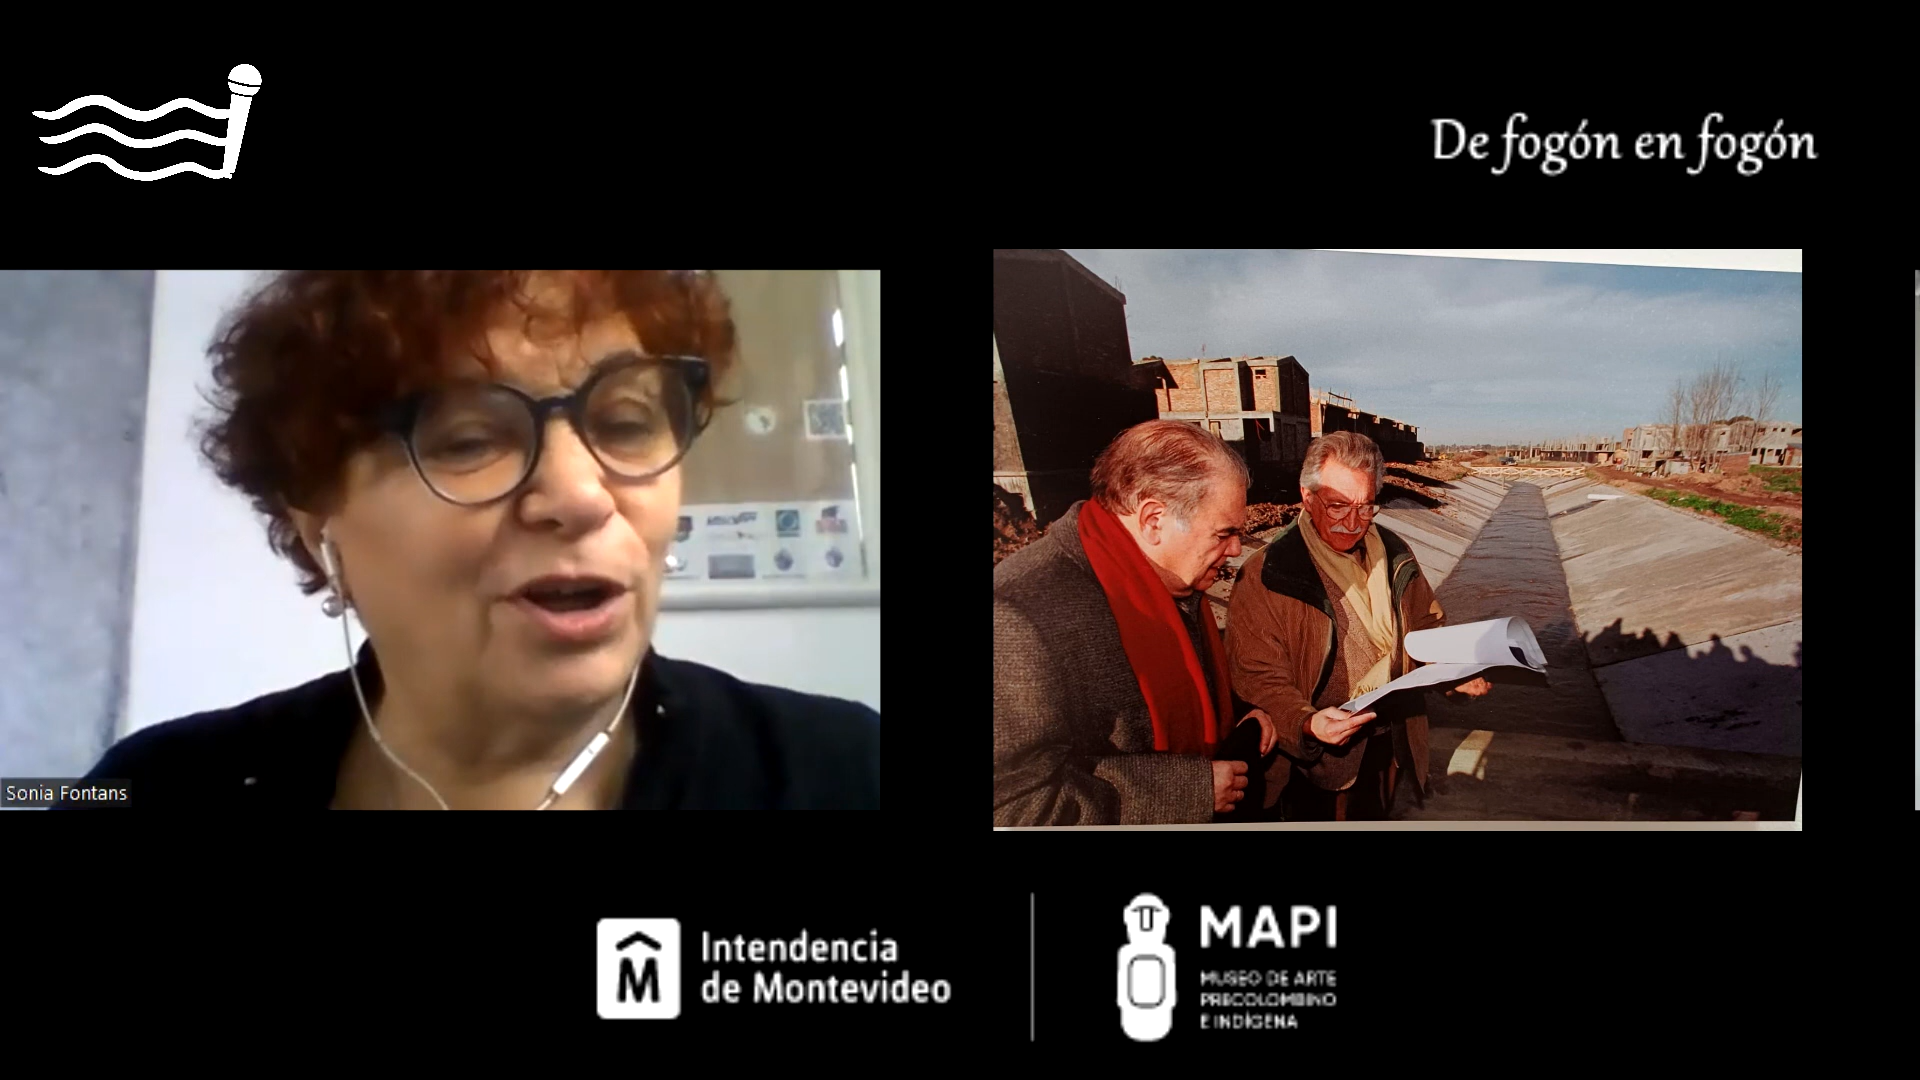 De fogón en fogón
Sonia Fontans
Intendencia
de Montevideo
MAPI
MUSEO DE ARTE
PRECOLOMBINO
E INDÍGENA